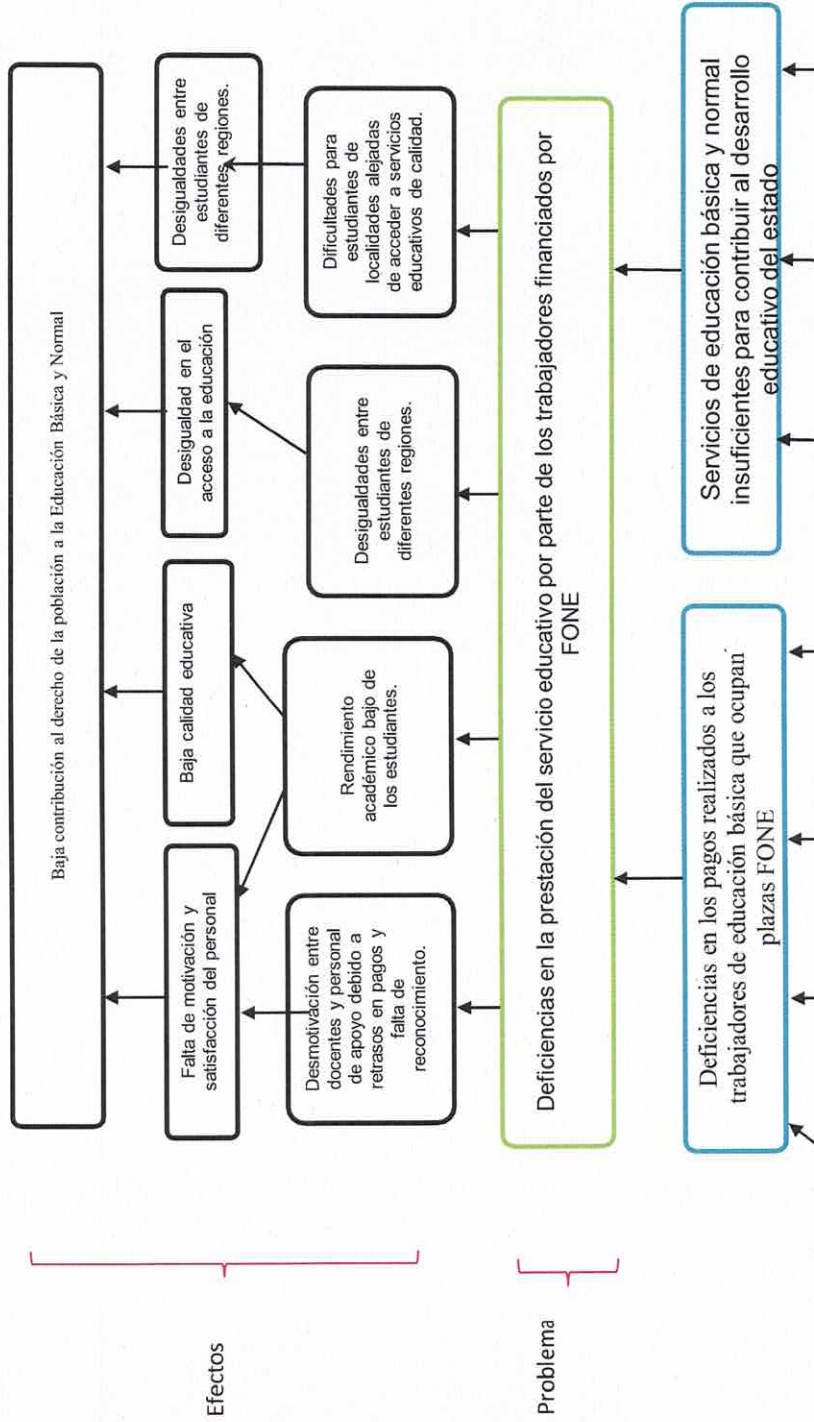 Baja contribución al derecho de la población a la Educación Básica y Normal
Falta de motivación y
satisfacción del personal
Baja calidad educativa
Desigualdad en el
acceso a la educación
Desigualdades entre
estudiantes de
diferentes regiones.
Efectos
Desmotivación entre
docentes y personal
de apoyo debido a
retrasos en pagos y
falta de
reconocimiento.
Rendimiento
académico bajo de
los estudiantes.
Desigualdades entre
estudiantes de
diferentes regiones.
Dificultades para
estudiantes de
localidades alejadas
de acceder a servicios
educativos de calidad.
Problema
Deficiencias en la prestación del servicio educativo por parte de los trabajadores financiados por
FONE
Deficiencias en los pagos realizados a los
trabajadores de educación básica que ocupan
plazas FONE
Servicios de educación básica y normal
insuficientes para contribuir al desarrollo
educativo del estado